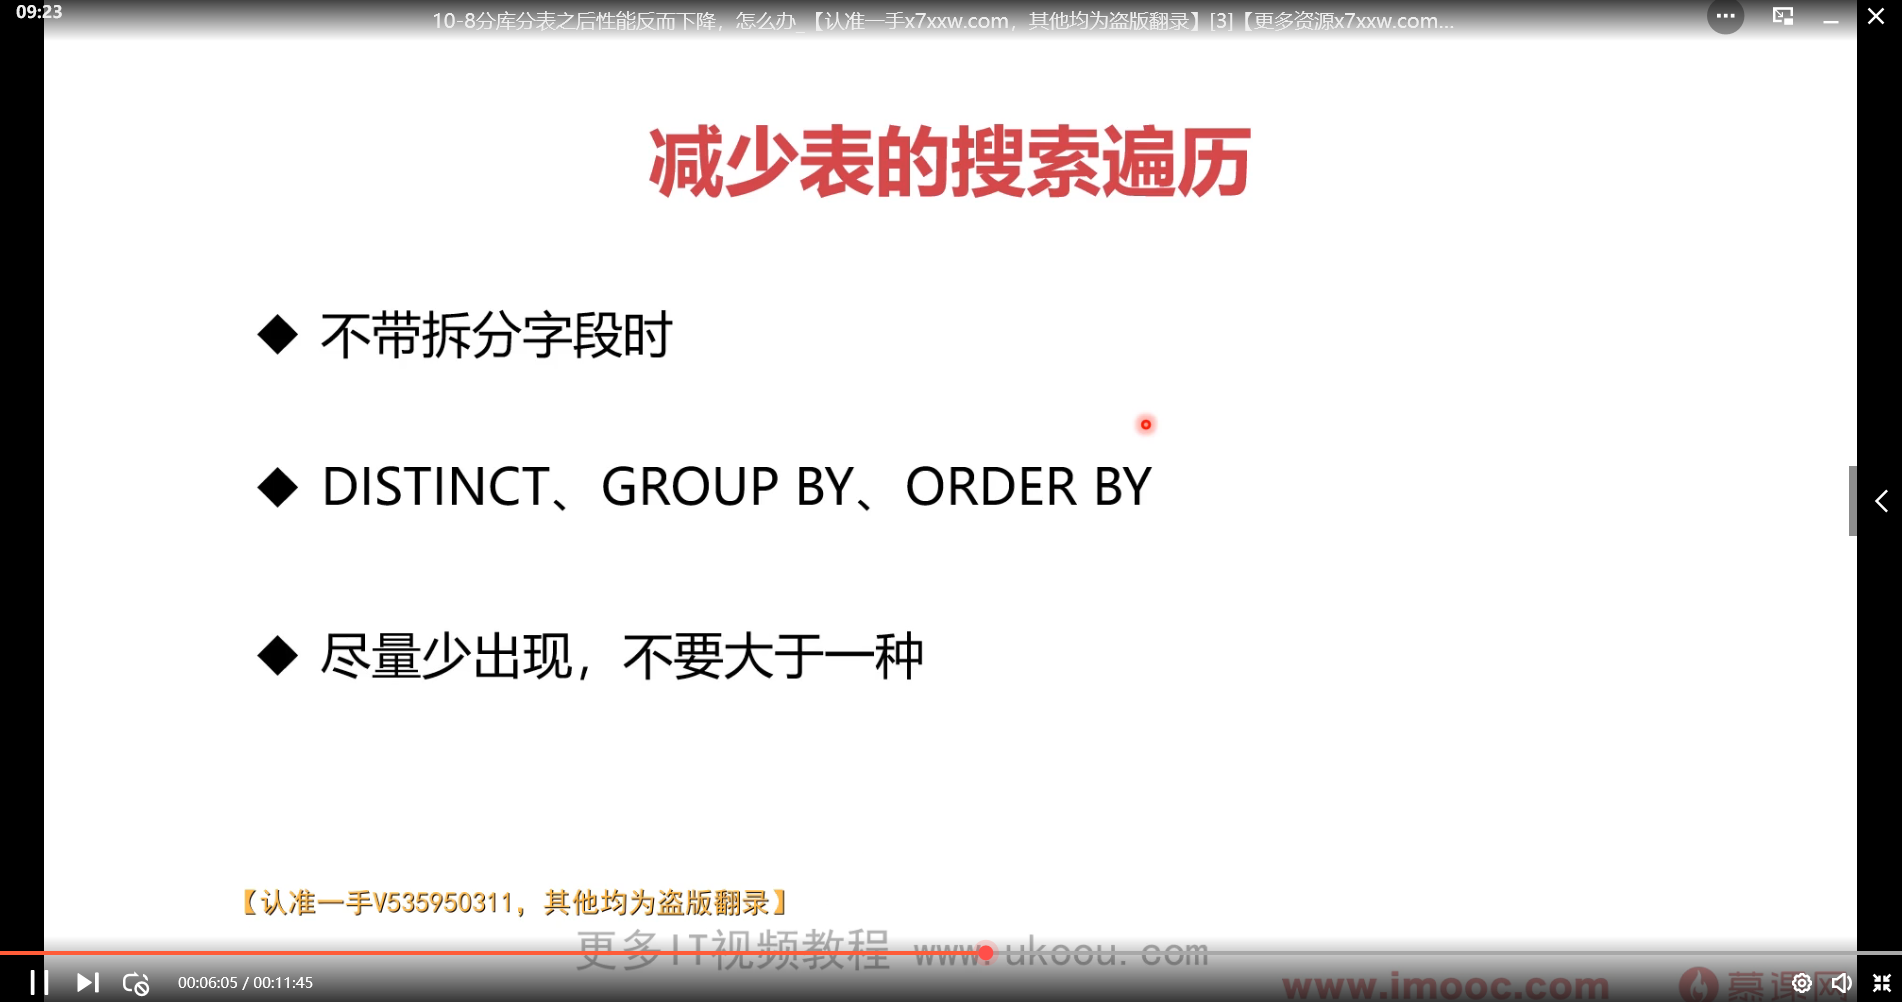 09:23
10-8分库分表之后性能反而下降，怎么办_【认准一手x7xxw.com，其他均为盗版翻录】[3]【更多资源x7xxw.com...
减少表的搜索遍历
不带拆分字段时
DISTINCT、GROUP BY、ORDER BY
尽量少出现，不要大于一种
【认准一手V535950311，其他均为盗版翻录】
更多IT视频教程 www.ukoou.com
00:06:05 / 00:11:45
www.imooc.com 慕课网